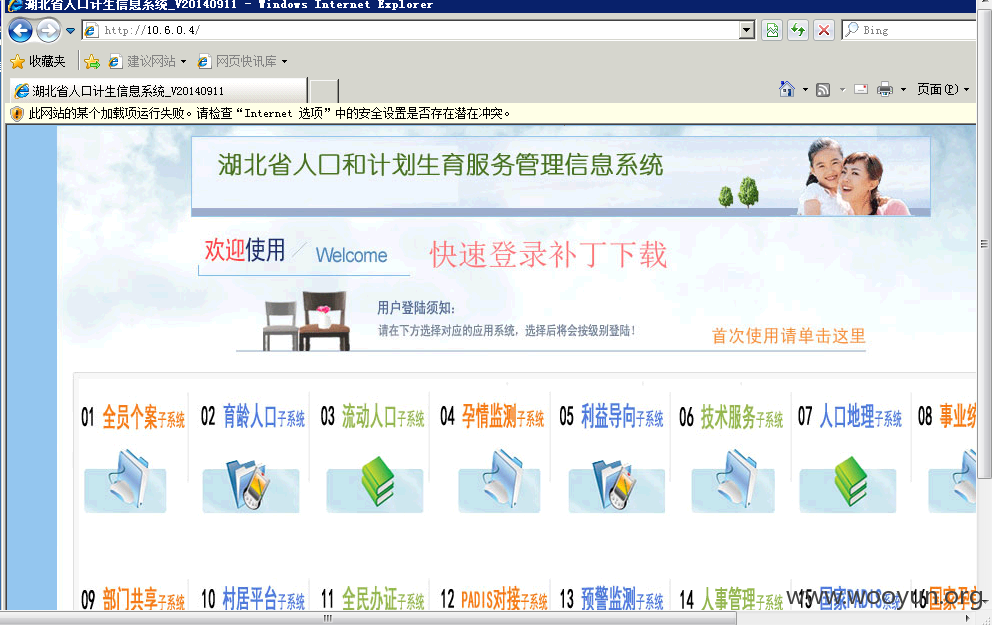 湖北省人口计生信息系统_V20140911 - Windows Internet Explorer
http://10.6.0.4/
Bing
收藏夹 建议网站 网页快讯库
湖北省人口计生信息系统_V20140911
页面(P)
此网站的某个加载项运行失败。请检查“Internet 选项”中的安全设置是否存在潜在冲突。
湖北省人口和计划生育服务管理信息系统
欢迎使用 Welcome 快速登录补丁下载
用户登陆须知:
请在下方选择对应的应用系统，选择后将会按级别登陆!
首次使用请单击这里
01 全员个案子系统 02 育龄人口子系统 03 流动人口子系统 04 孕情监测子系统 05 利益导向子系统 06 技术服务子系统 07 人口地理子系统 08 事业统
09 部门共享子系统 10 村居平台子系统 11 全民办证子系统 12 PADIS对接子系统 13 预警监测子系统 14 人事管理子系统 15 国家PADIS系统 16 国家孕
www.wooyun.org